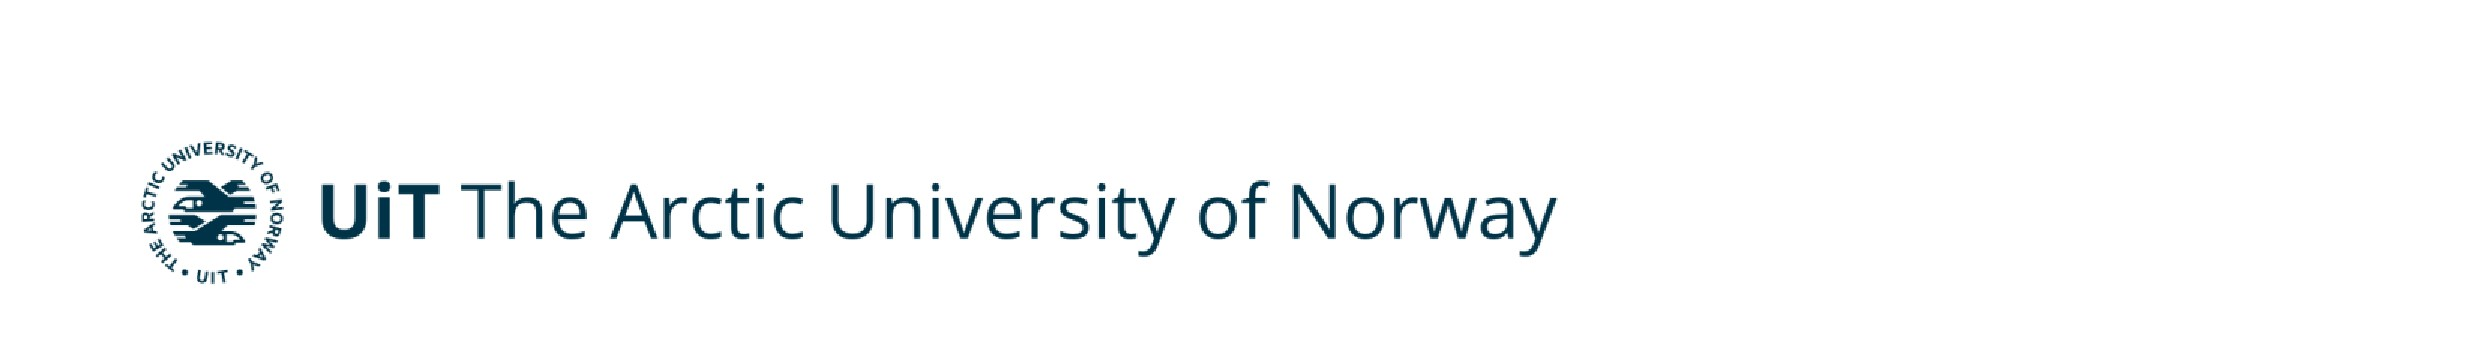 THE ARCTIC UNIVERSITY OF NORWAY
• UIT •
UiT The Arctic University of Norway